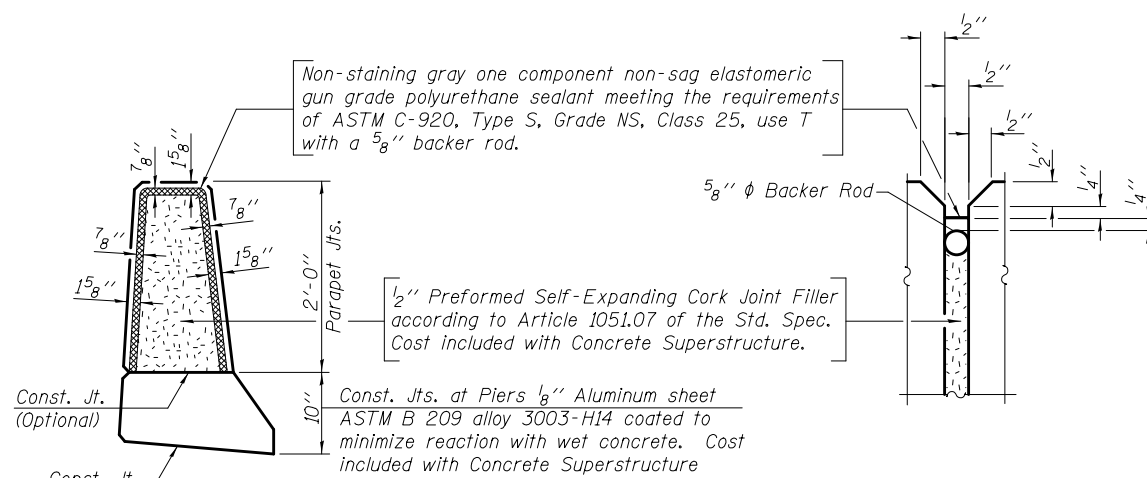 1/2''
Non-staining gray one component non-sag elastomeric
gun grade polyurethane sealant meeting the requirements
of ASTM C-920, Type S, Grade NS, Class 25, use T
with a 5/8'' backer rod.
1/2''
1/2''
7/8''
1 5/8''
1/2''
1/4''
1/4''
5/8'' φ Backer Rod
7/8''
7/8''
1 5/8''
1 5/8''
2'-0''
Parapet Jts.
1/2'' Preformed Self-Expanding Cork Joint Filler
according to Article 1051.07 of the Std. Spec.
Cost included with Concrete Superstructure.
Const. Jt.
(Optional)
10''
Const. Jts. at Piers 1/8'' Aluminum sheet
ASTM B 209 alloy 3003-H14 coated to
minimize reaction with wet concrete. Cost
included with Concrete Superstructure
Const. Jt.